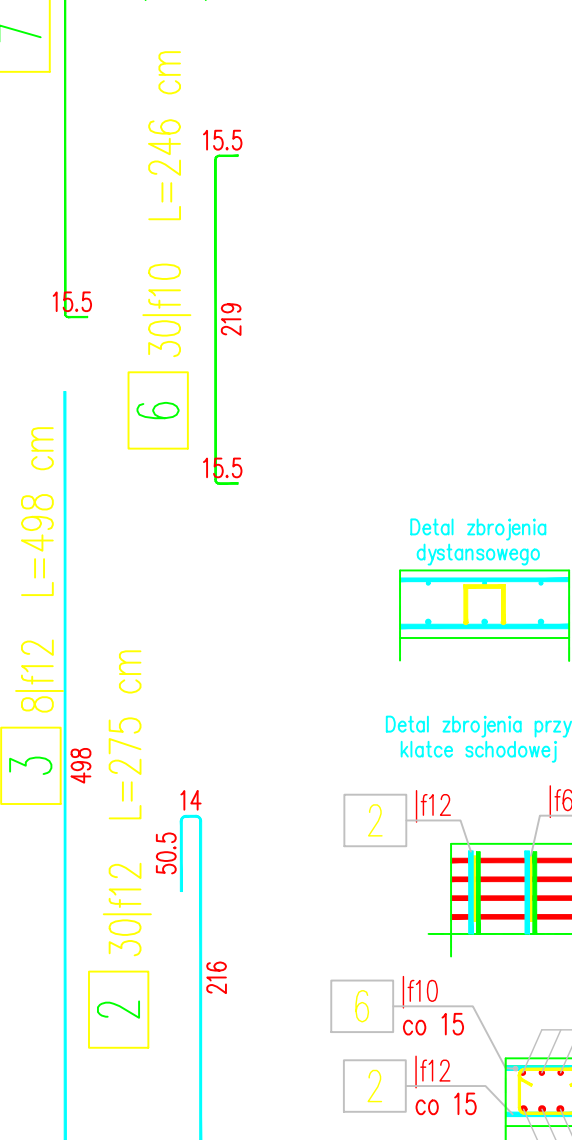 7
15.5
6
30|f10 L=246 cm
15.5
219
15.5
3
8|f12 L=498 cm
498
2
30|f12 L=275 cm
14
50.5
216
Detal zbrojenia
dystansowego
Detal zbrojenia przy
klatce schodowej
2
|f12
|f6
6
|f10
co 15
2
|f12
co 15